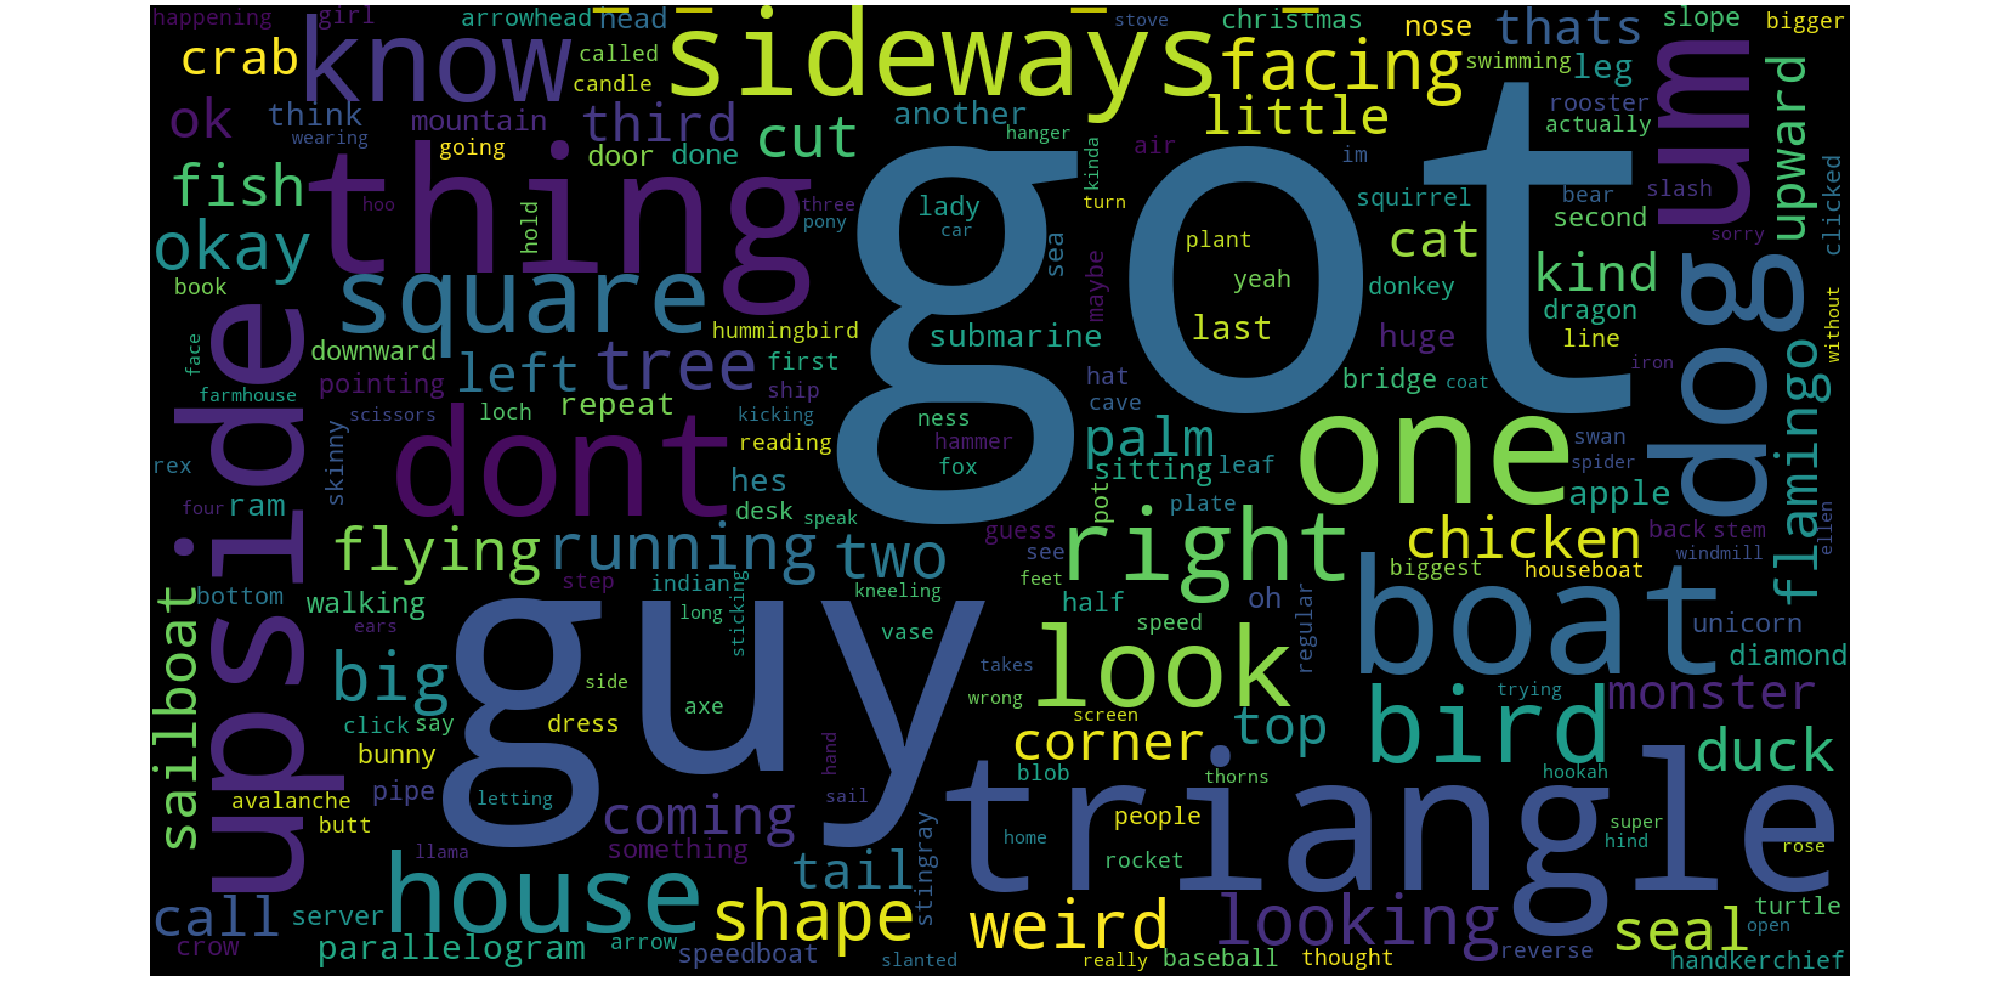 happening
girl
arrowhead
head
stove
christmas
nose
thats
slope
bigger
crab
know
called
candle
sideways
facing
swimming
leg
um
ok
think
wearing
mountain
going
third
door
done
cut
another
hanger
kinda
air
little
im
rooster
actually
upward
clicked
fish
hoo
thing
hold
three
pony
lady
car
sea
turn
got
plant
yeah
squirrel
cat
bear
second
slash
sorry
okay
book
square
hummingbird
submarine
maybe
last
donkey
huge
kind
dragon
line
dog
without
face
farmhouse
upside
downward
pointing
scissors
left
loch
tree
repeat
first
ship
kicking
reading
ness
hammer
fox
hat
cave
palm
sitting
leaf
bridge
coat
iron
one
swan
spider
flamingo
rex
skinny
four
ram
dont
hes
desk
speak
guess
see
feet
pot
plate
right
apple
chicken
houseboat
back
stem
windmill
ellen
flying
running
two
step
indian
kneeling
biggest
boat
bottom
walking
ears
long
sticking
vase
half
oh
speed
regular
unicorn
diamond
sailboat
big
guy
side
takes
wrong
look
screen
trying
monster
click
say
dress
axe
bunny
corner
top
bird
duck
avalanche
butt
pipe
letting
hand
sail
blob
thorns
hookah
triangle
coming
something
llama
stingray
home
people
rocket
super
hind
rose
call
server
house
tail
shape
weird
looking
seal
turtle
open
crow
parallelogram
arrow
speedboat
slanted
really
baseball
thought
reverse
handkerchief